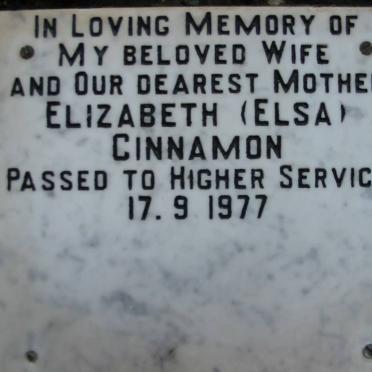 IN LOVING MEMORY OF
MY BELOVED WIFE
AND OUR DEAREST MOTHE
ELIZABETH (ELSA)
CINNAMON
PASSED TO HIGHER SERVIC
17. 9 1977